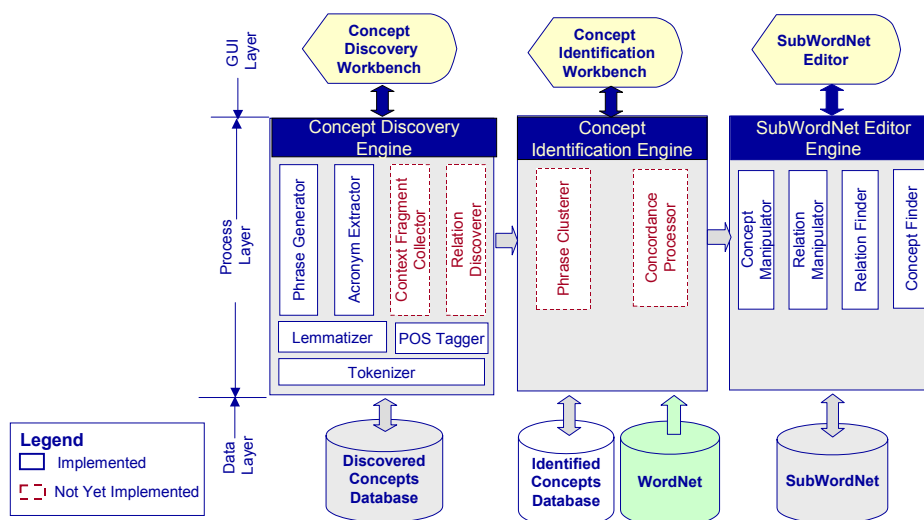 GUI
Layer
Concept
Discovery
Workbench
Concept
Identification
Workbench
SubWordNet
Editor
Process
Layer
Concept Discovery
Engine
Phrase Generator
Acronym Extractor
Context Fragment
Collector
Relation
Discoverer
Lemmatizer
POS Tagger
Tokenizer
Concept
Identification Engine
Phrase Clusterer
Concordance
Processor
SubWordNet Editor
Engine
Concept
Manipulator
Relation
Manipulator
Relation Finder
Concept Finder
Data
Layer
Discovered
Concepts
Database
Identified
Concepts
Database
WordNet
SubWordNet
Legend
Implemented
Not Yet Implemented